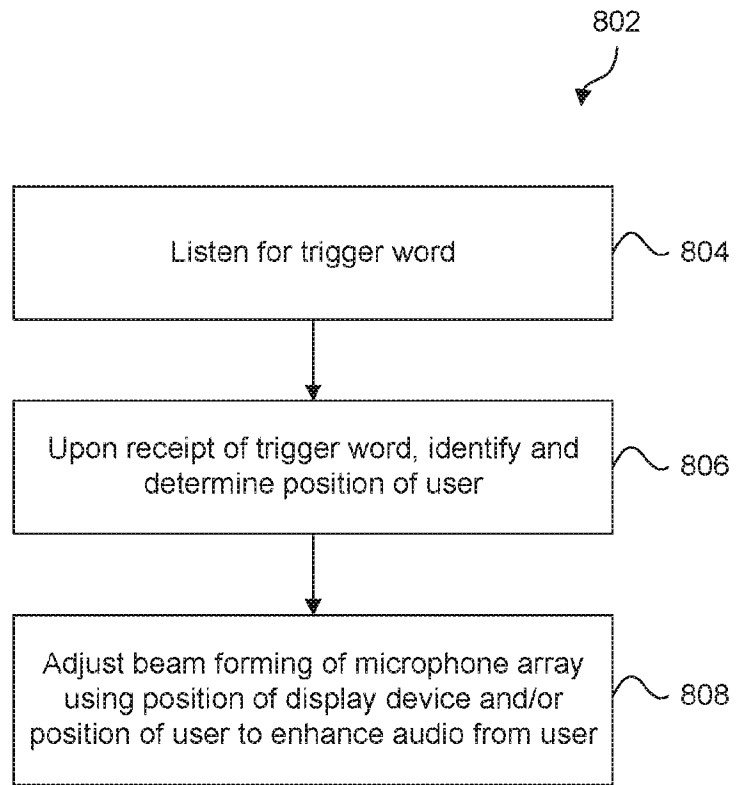 802
Listen for trigger word
804
Upon receipt of trigger word, identify and
determine position of user
806
Adjust beam forming of microphone array
using position of display device and/or
position of user to enhance audio from user
808